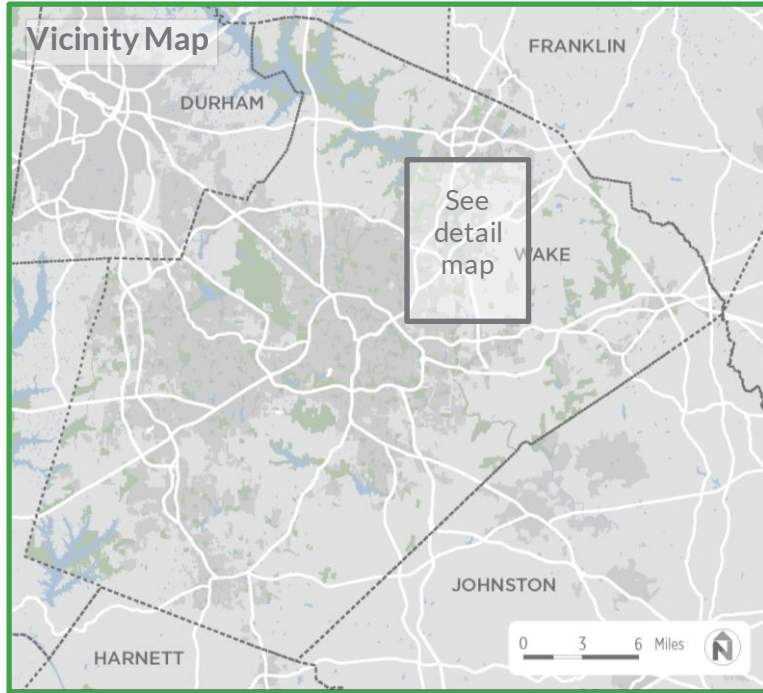 Vicinity Map
FRANKLIN
DURHAM
See
detail
map
WAKE
JOHNSTON
HARNETT
0 3 6 Miles
N